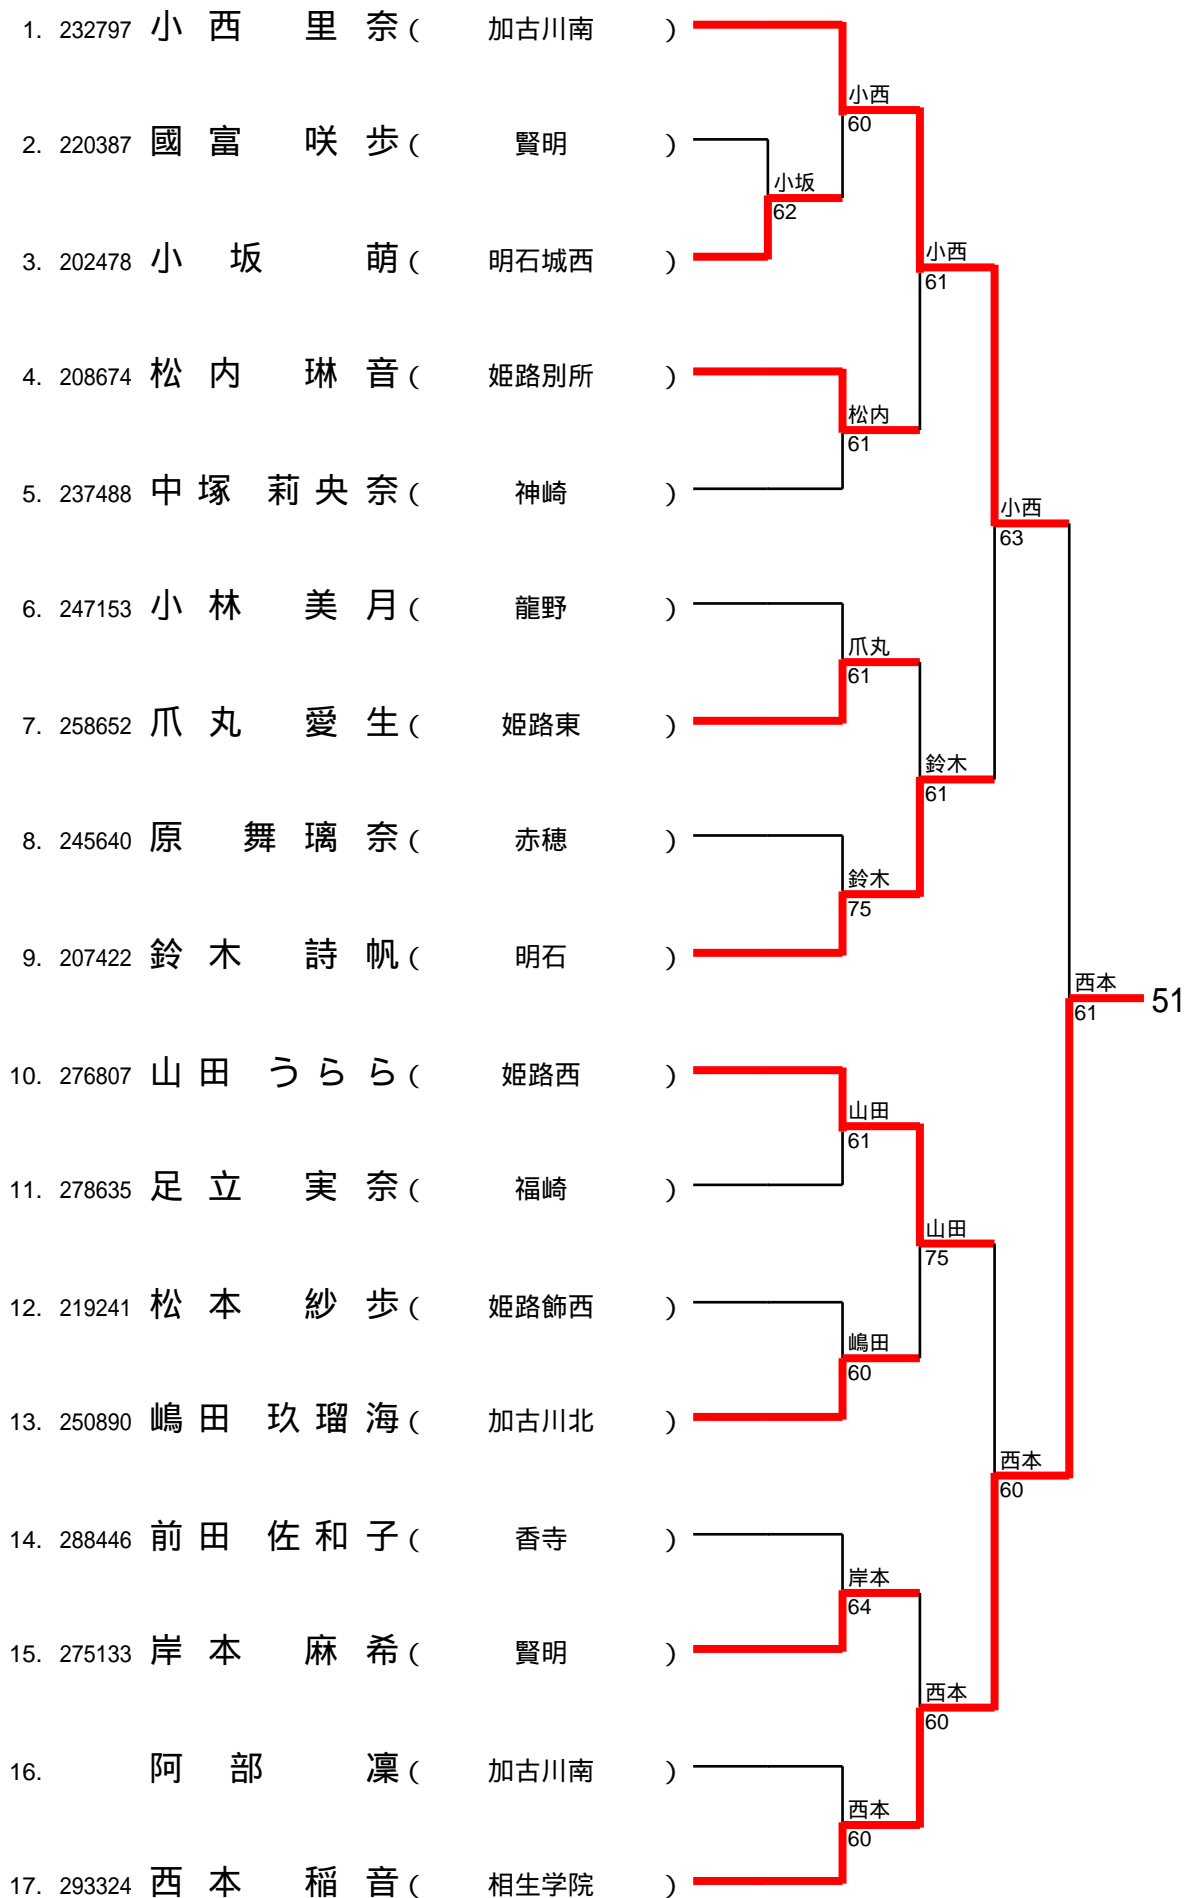 1. 232797 小西 里奈 ( 加古川南 )
小西
60
2. 220387 國富 咲歩 ( 賢明 )
小坂
62
3. 202478 小坂 萌 ( 明石城西 )
小西
61
4. 208674 松内 琳音 ( 姫路別所 )
松内
61
5. 237488 中塚 莉央奈 ( 神崎 )
小西
63
6. 247153 小林 美月 ( 龍野 )
爪丸
61
7. 258652 爪丸 愛生 ( 姫路東 )
鈴木
61
8. 245640 原 舞璃奈 ( 赤穂 )
鈴木
75
9. 207422 鈴木 詩帆 ( 明石 )
西本
61
51
10. 276807 山田 うらら ( 姫路西 )
山田
61
11. 278635 足立 実奈 ( 福崎 )
山田
75
12. 219241 松本 紗歩 ( 姫路飾西 )
嶋田
60
13. 250890 嶋田 玖瑠海 ( 加古川北 )
西本
60
14. 288446 前田 佐和子 ( 香寺 )
岸本
64
15. 275133 岸本 麻希 ( 賢明 )
西本
60
16. 阿部 凜 ( 加古川南 )
西本
60
17. 293324 西本 稲音 ( 相生学院 )